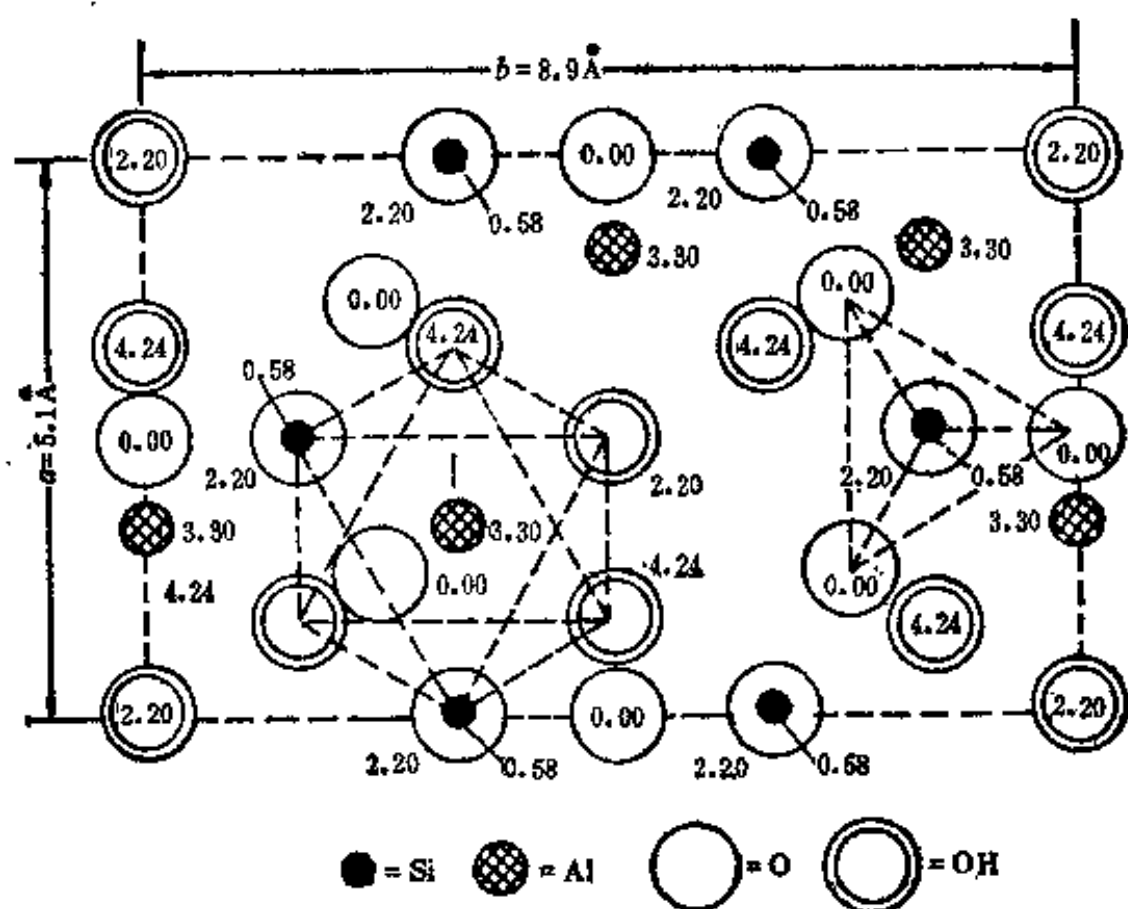 b=8.9Å
2.20 0.00 2.20
2.20 0.58 2.20 0.58
3.30 3.30
0.00 0.00
4.24 4.24 4.24 4.24
0.58
a=5.1Å
0.00 0.00
2.20 2.20 2.20 0.58
3.30 3.30 3.30
4.24 0.00 4.24 0.00
4.24
2.20 0.00 2.20
2.20 0.58 2.20 0.58
=Si =Al =O =OH